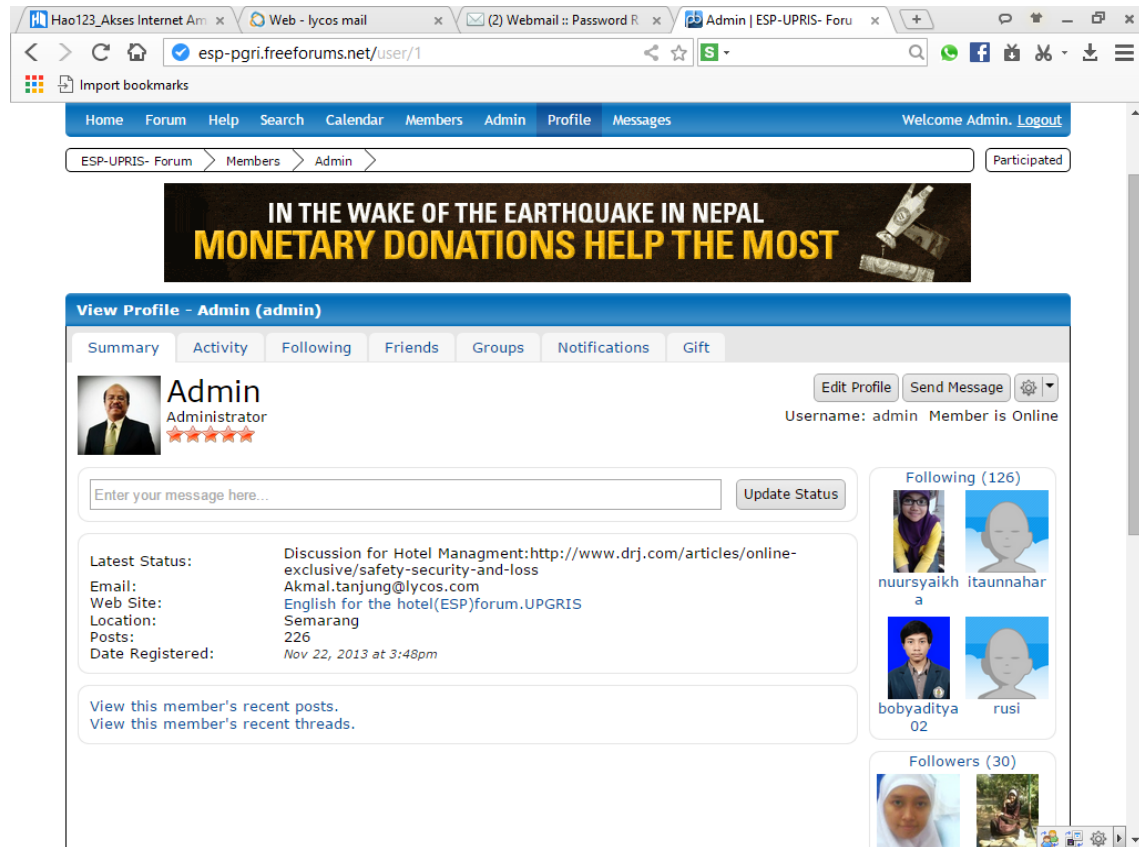 Hao123_Akses Internet Am
Web - lycos mail
(2) Webmail :: Password R
Admin | ESP-UPRIS- Foru
esp-pgri.freeforums.net/user/1
S
Import bookmarks
Home Forum Help Search Calendar Members Admin Profile Messages Welcome Admin. Logout
ESP-UPRIS- Forum Members Admin Participated
IN THE WAKE OF THE EARTHQUAKE IN NEPAL
MONETARY DONATIONS HELP THE MOST
View Profile - Admin (admin)
Summary Activity Following Friends Groups Notifications Gift
Admin
Administrator
Edit Profile Send Message
Username: admin Member is Online
Enter your message here...
Update Status
Latest Status: Discussion for Hotel Managment:http://www.drj.com/articles/online-
exclusive/safety-security-and-loss
Email: Akmal.tanjung@lycos.com
Web Site: English for the hotel(ESP)forum.UPGRIS
Location: Semarang
Posts: 226
Date Registered: Nov 22, 2013 at 3:48pm
View this member's recent posts.
View this member's recent threads.
Following (126)
nuursyaikh itaunnahar
a
bobyaditya rusi
02
Followers (30)